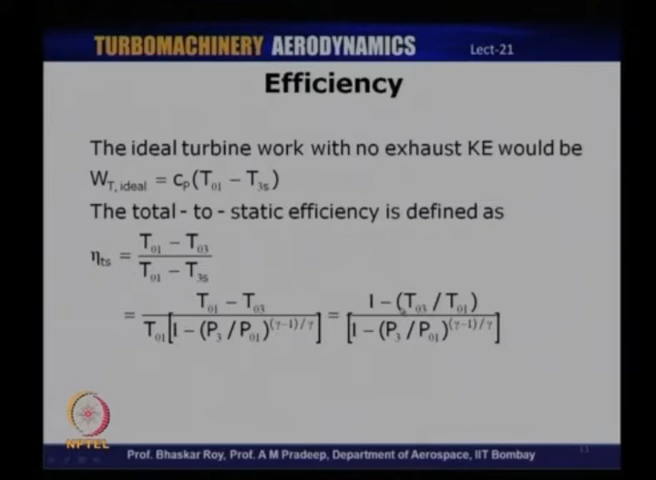 TURBOMACHINERY AERODYNAMICS Lect-21
Efficiency
The ideal turbine work with no exhaust KE would be
W_T, ideal = c_p(T_01 − T_3s)
The total - to - static efficiency is defined as
η_ts = (T_01 − T_03) / (T_01 − T_3s)
= (T_01 − T_03) / (T_01[1 − (P_3 / P_01)^(γ−1)/γ]) = (1 − (T_03 / T_01)) / [1 − (P_3 / P_01)^(γ−1)/γ]
NPTEL
Prof. Bhaskar Roy, Prof. A M Pradeep, Department of Aerospace, IIT Bombay